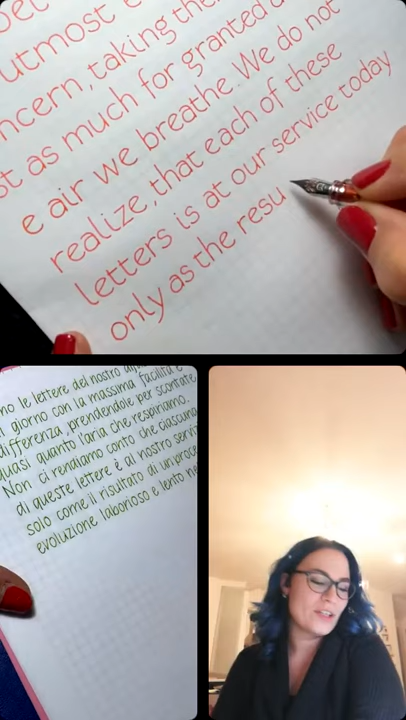 utmost e
ncern, taking the
st as much for granted a
e air we breathe. We do not
realize, that each of these
letters is at our service today
only as the resu
no le lettere del nostro
giorno con la massima facilità e
differenza, prendendole per scontate
quasi quanto l'aria che respiriamo.
Non ci rendiamo conto che ciascuna
di queste lettere è al nostro servi
solo come il risultato di un proce
evoluzione laborioso e lento ne